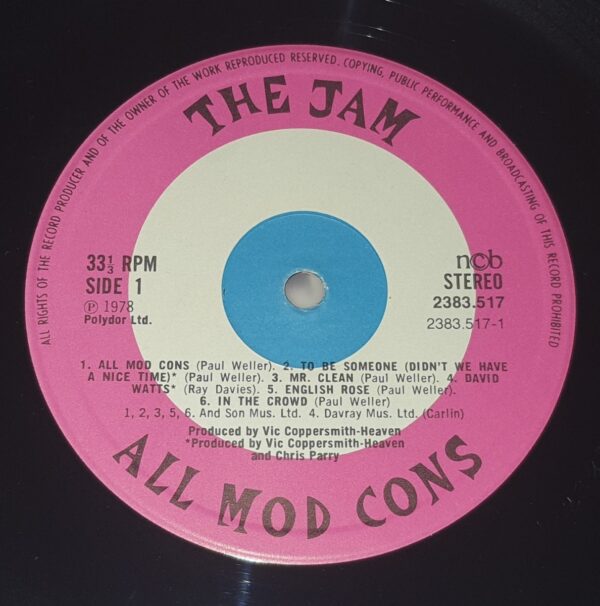 ALL RIGHTS OF THE RECORD PRODUCER AND OF THE OWNER OF THE WORK REPRODUCED RESERVED. COPYING, PUBLIC PERFORMANCE AND BROADCASTING OF THIS RECORD PROHIBITED
THE JAM
33⅓ RPM
SIDE 1
Ⓟ 1978
Polydor Ltd.
ncb
STEREO
2383.517
2383.517-1
1. ALL MOD CONS (Paul Weller). 2. TO BE SOMEONE (DIDN'T WE HAVE
A NICE TIME)* (Paul Weller). 3. MR. CLEAN (Paul Weller). 4. DAVID
WATTS* (Ray Davies). 5. ENGLISH ROSE (Paul Weller).
6. IN THE CROWD (Paul Weller)
1, 2, 3, 5, 6. And Son Mus. Ltd. 4. Davray Mus. Ltd. (Carlin)
Produced by Vic Coppersmith-Heaven
*Produced by Vic Coppersmith-Heaven
and Chris Parry
ALL MOD CONS